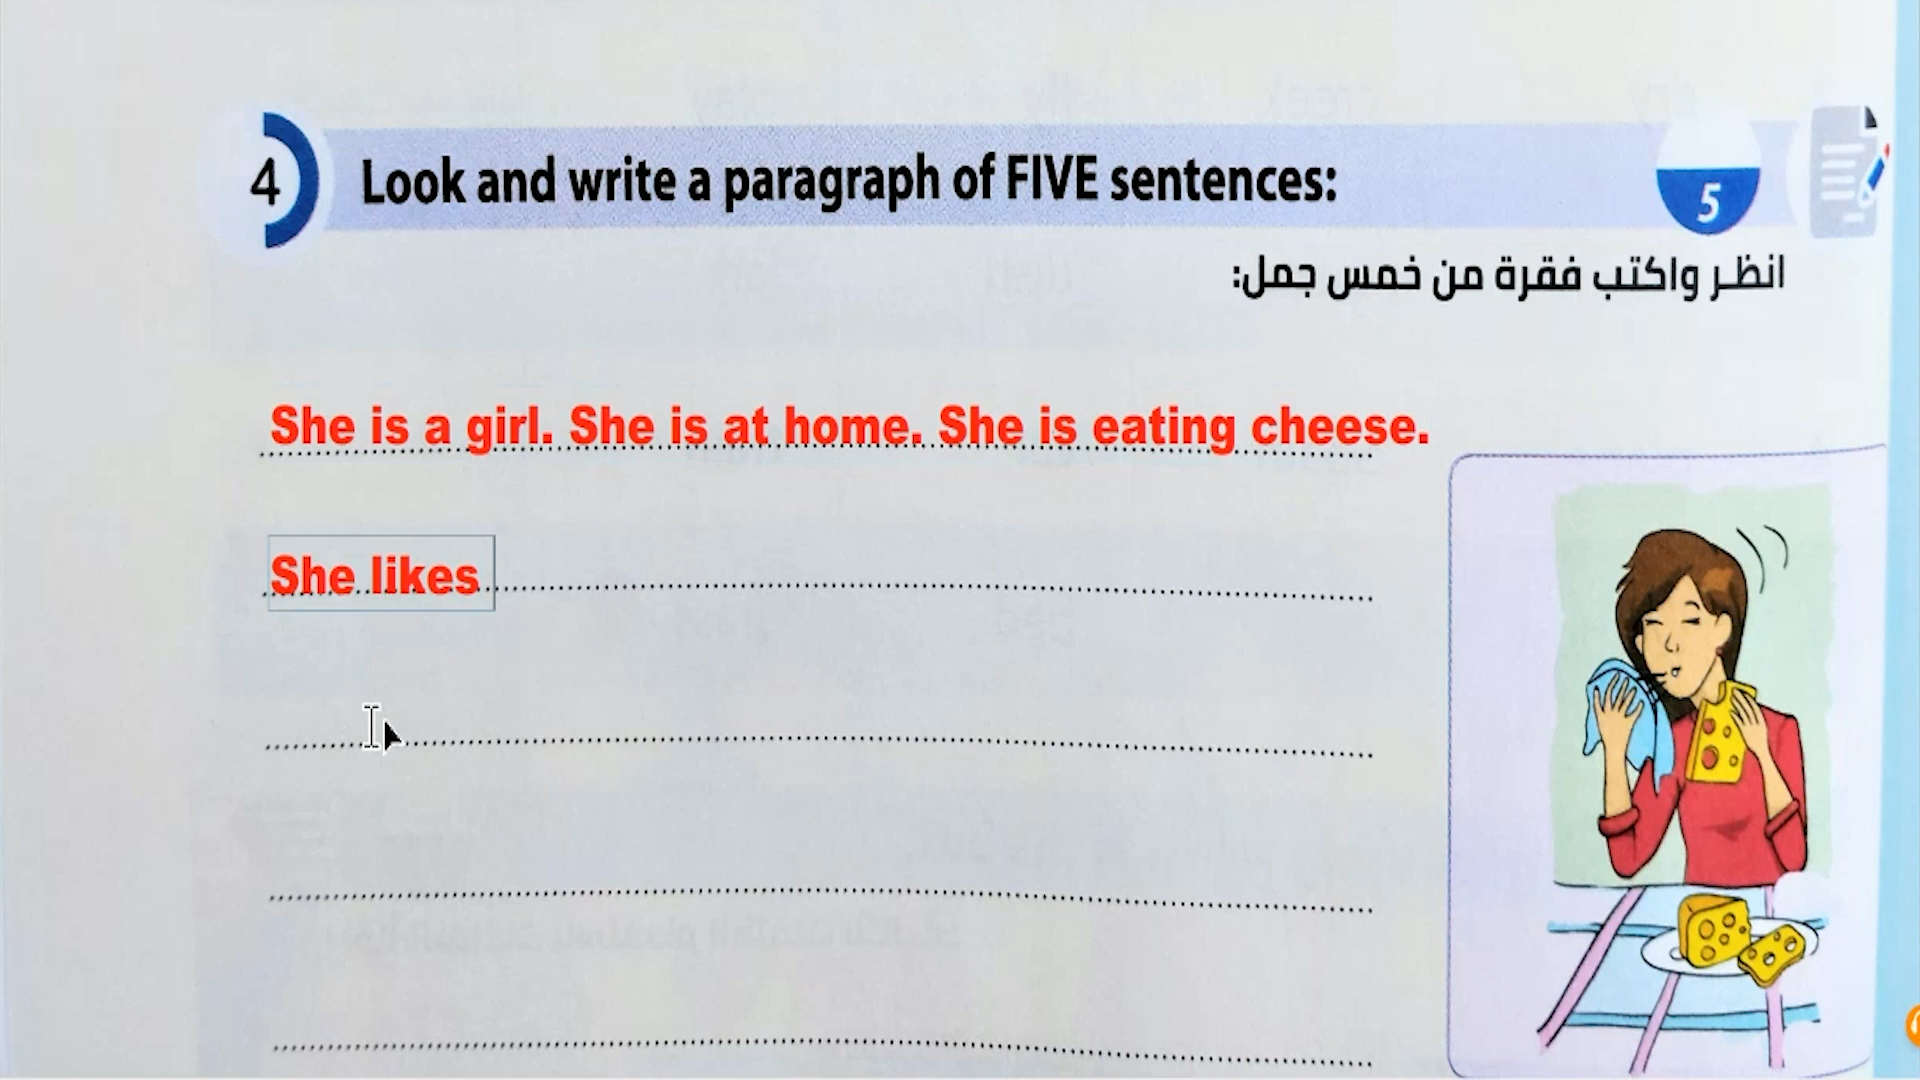 4 Look and write a paragraph of FIVE sentences: 5
انظر واكتب فقرة من خمس جمل:
She is a girl. She is at home. She is eating cheese.
She likes